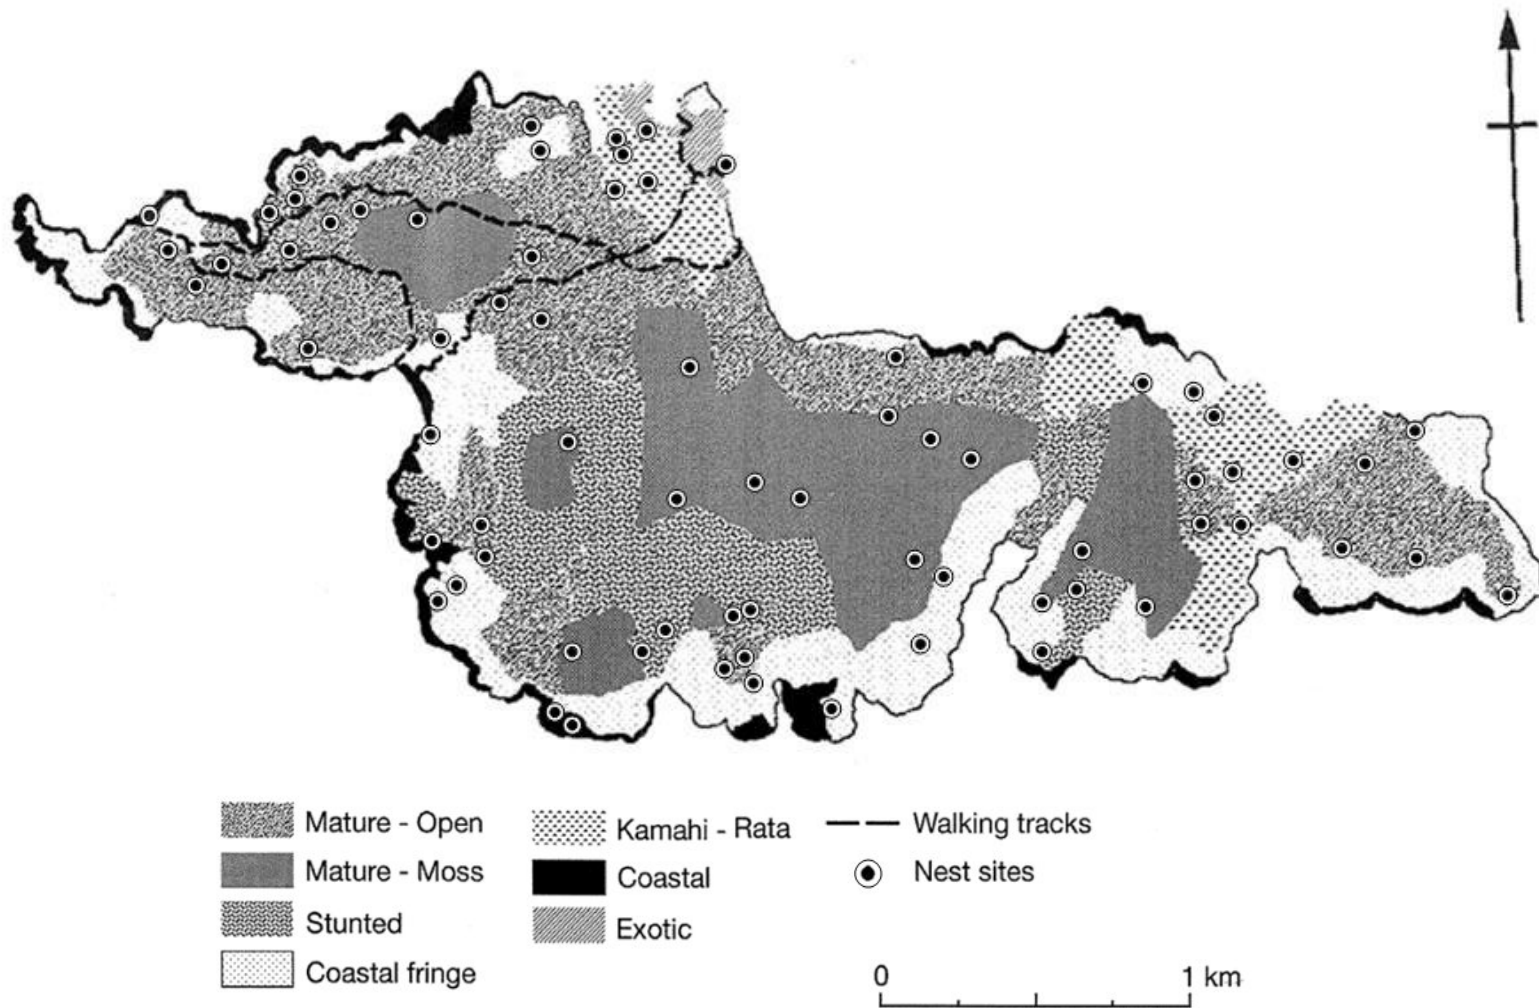 Mature - Open
Mature - Moss
Stunted
Coastal fringe
Kamahi - Rata
Coastal
Exotic
Walking tracks
Nest sites
0 1 km